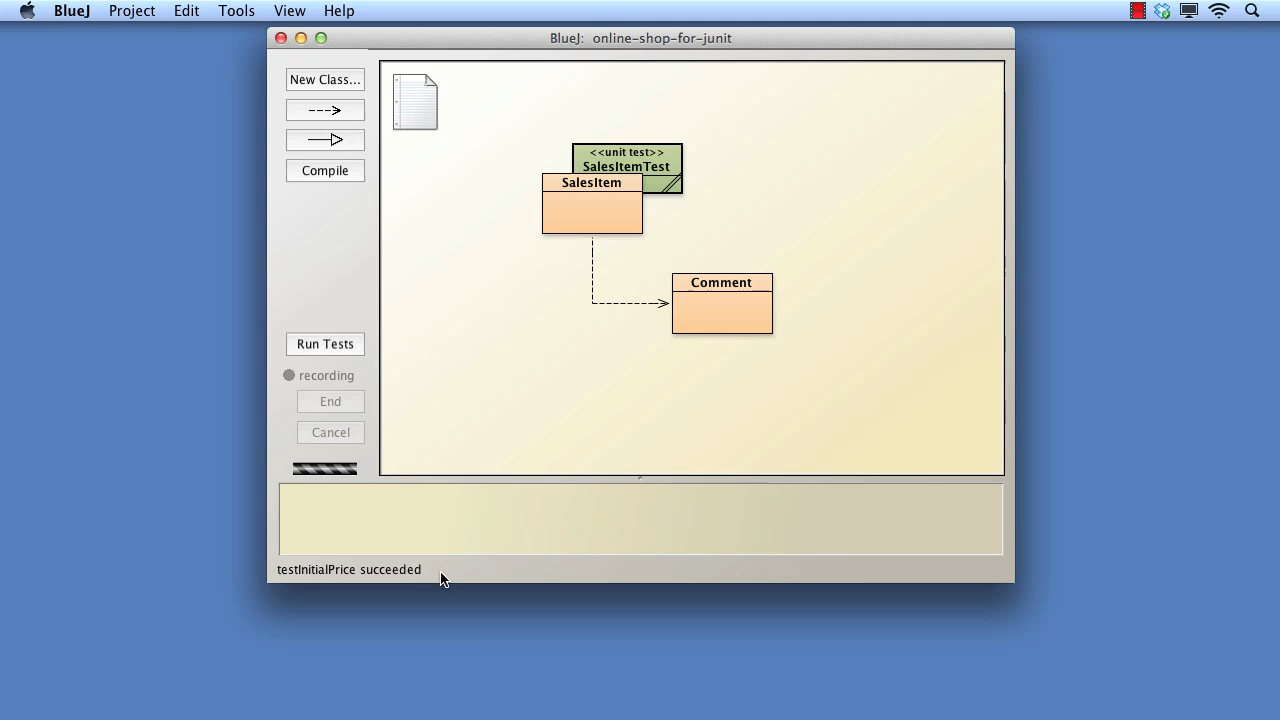 BlueJ Project Edit Tools View Help
BlueJ: online-shop-for-junit
New Class...
Compile
<<unit test>>
SalesItemTest
SalesItem
Comment
Run Tests
recording
End
Cancel
testInitialPrice succeeded